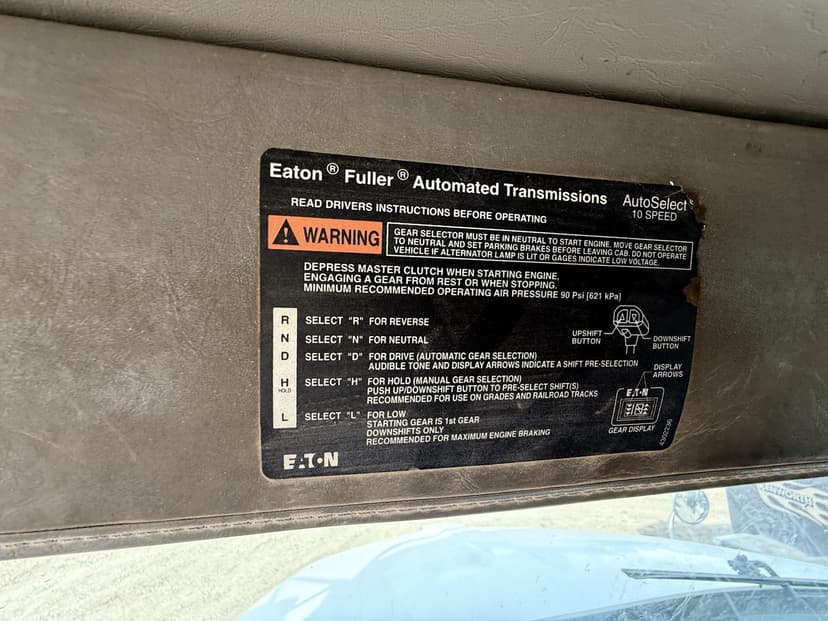 Eaton® Fuller® Automated Transmissions
AutoSelect
10 SPEED
READ DRIVERS INSTRUCTIONS BEFORE OPERATING
WARNING
GEAR SELECTOR MUST BE IN NEUTRAL TO START ENGINE. MOVE GEAR SELECTOR
TO NEUTRAL AND SET PARKING BRAKES BEFORE LEAVING CAB. DO NOT OPERATE
VEHICLE IF ALTERNATOR LAMP IS LIT OR GAGES INDICATE LOW VOLTAGE.
DEPRESS MASTER CLUTCH WHEN STARTING ENGINE,
ENGAGING A GEAR FROM REST OR WHEN STOPPING.
MINIMUM RECOMMENDED OPERATING AIR PRESSURE 90 Psi [621 kPa]
R SELECT "R" FOR REVERSE
N SELECT "N" FOR NEUTRAL
D SELECT "D" FOR DRIVE (AUTOMATIC GEAR SELECTION)
AUDIBLE TONE AND DISPLAY ARROWS INDICATE A SHIFT PRE-SELECTION
H SELECT "H" FOR HOLD (MANUAL GEAR SELECTION)
HOLD
PUSH UP/DOWNSHIFT BUTTON TO PRE-SELECT SHIFT(S)
RECOMMENDED FOR USE ON GRADES AND RAILROAD TRACKS
L SELECT "L" FOR LOW
STARTING GEAR IS 1st GEAR
DOWNSHIFTS ONLY
RECOMMENDED FOR MAXIMUM ENGINE BRAKING
UPSHIFT
BUTTON
DOWNSHIFT
BUTTON
DISPLAY
ARROWS
EATON
GEAR DISPLAY
4302236
EATON
KENWORTH